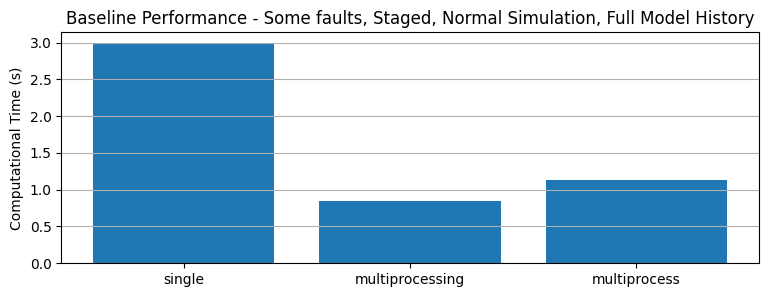 Baseline Performance - Some faults, Staged, Normal Simulation, Full Model History
Computational Time (s)
3.0
2.5
2.0
1.5
1.0
0.5
0.0
single
multiprocessing
multiprocess